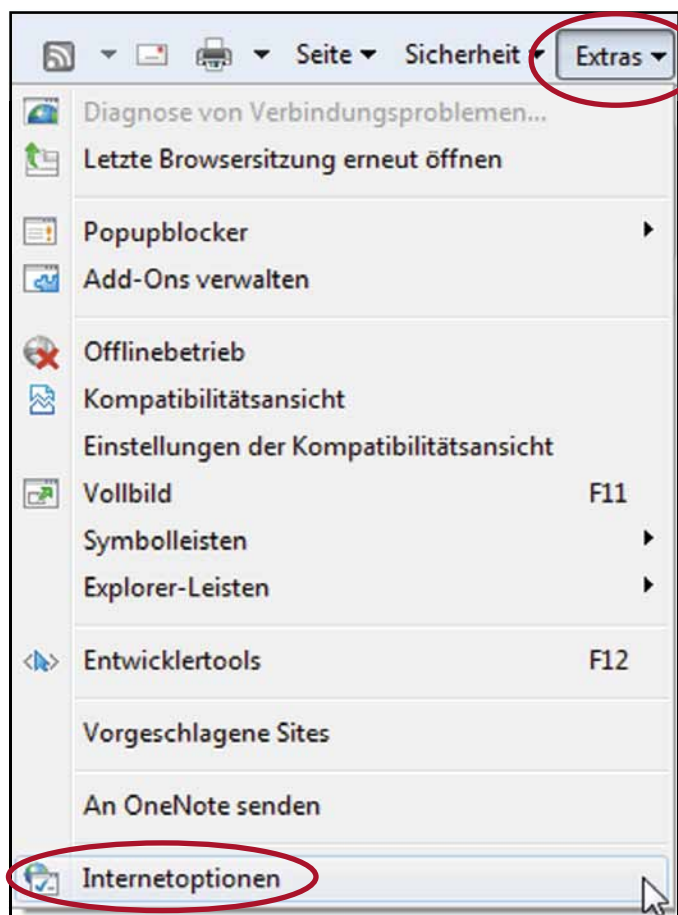 Seite Sicherheit Extras
Diagnose von Verbindungsproblemen...
Letzte Browsersitzung erneut öffnen
Popupblocker
Add-Ons verwalten
Offlinebetrieb
Kompatibilitätsansicht
Einstellungen der Kompatibilitätsansicht
Vollbild F11
Symbolleisten
Explorer-Leisten
Entwicklertools F12
Vorgeschlagene Sites
An OneNote senden
Internetoptionen